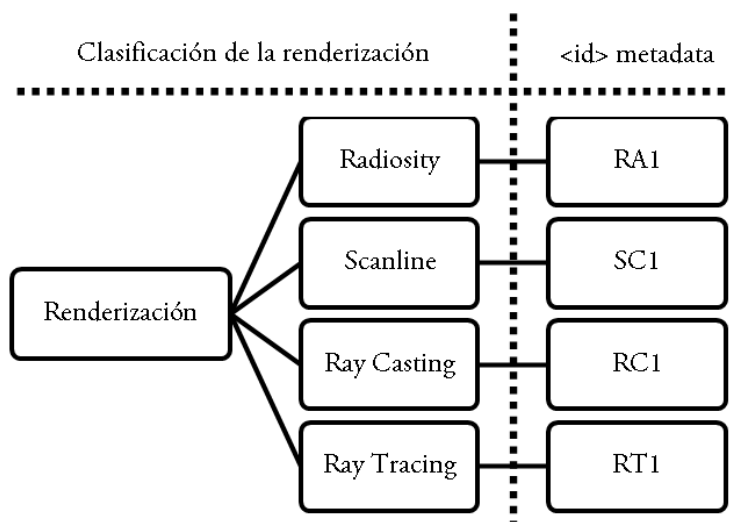 Clasificación de la renderización
<id> metadata
Radiosity
RA1
Scanline
SC1
Renderización
Ray Casting
RC1
Ray Tracing
RT1